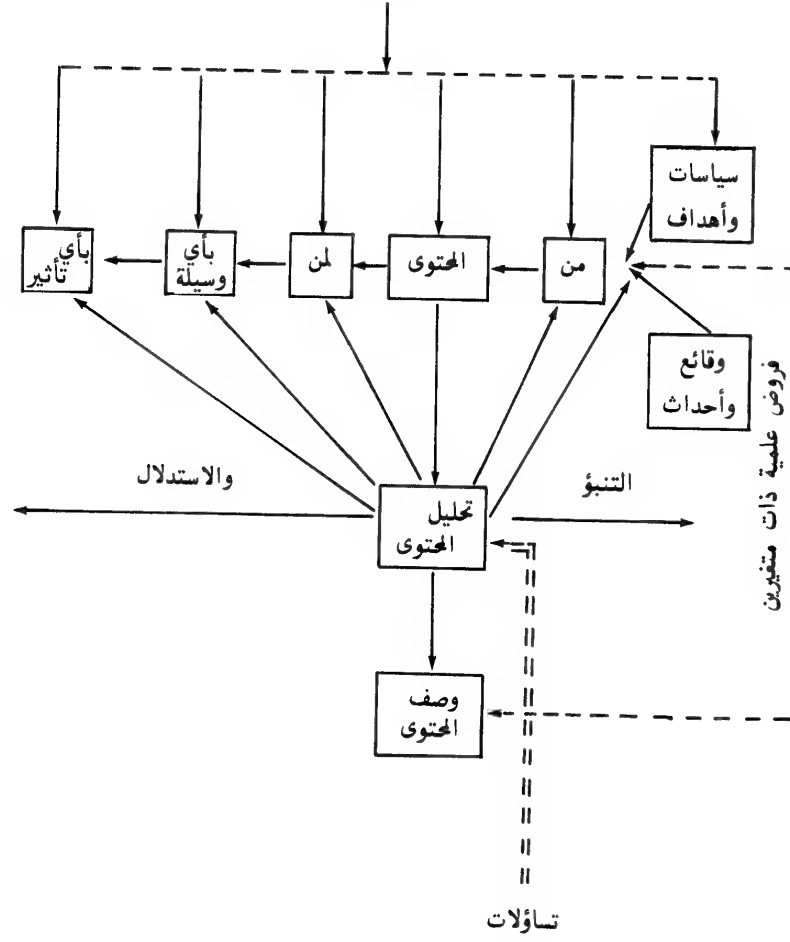 سياسات
وأهداف
من
المحتوى
لمن
بأي
وسيلة
بأي
تأثير
وقائع
وأحداث
فروض علمية ذات متغيرين
التنبؤ
والاستدلال
تحليل
المحتوى
وصف
المحتوى
تساؤلات